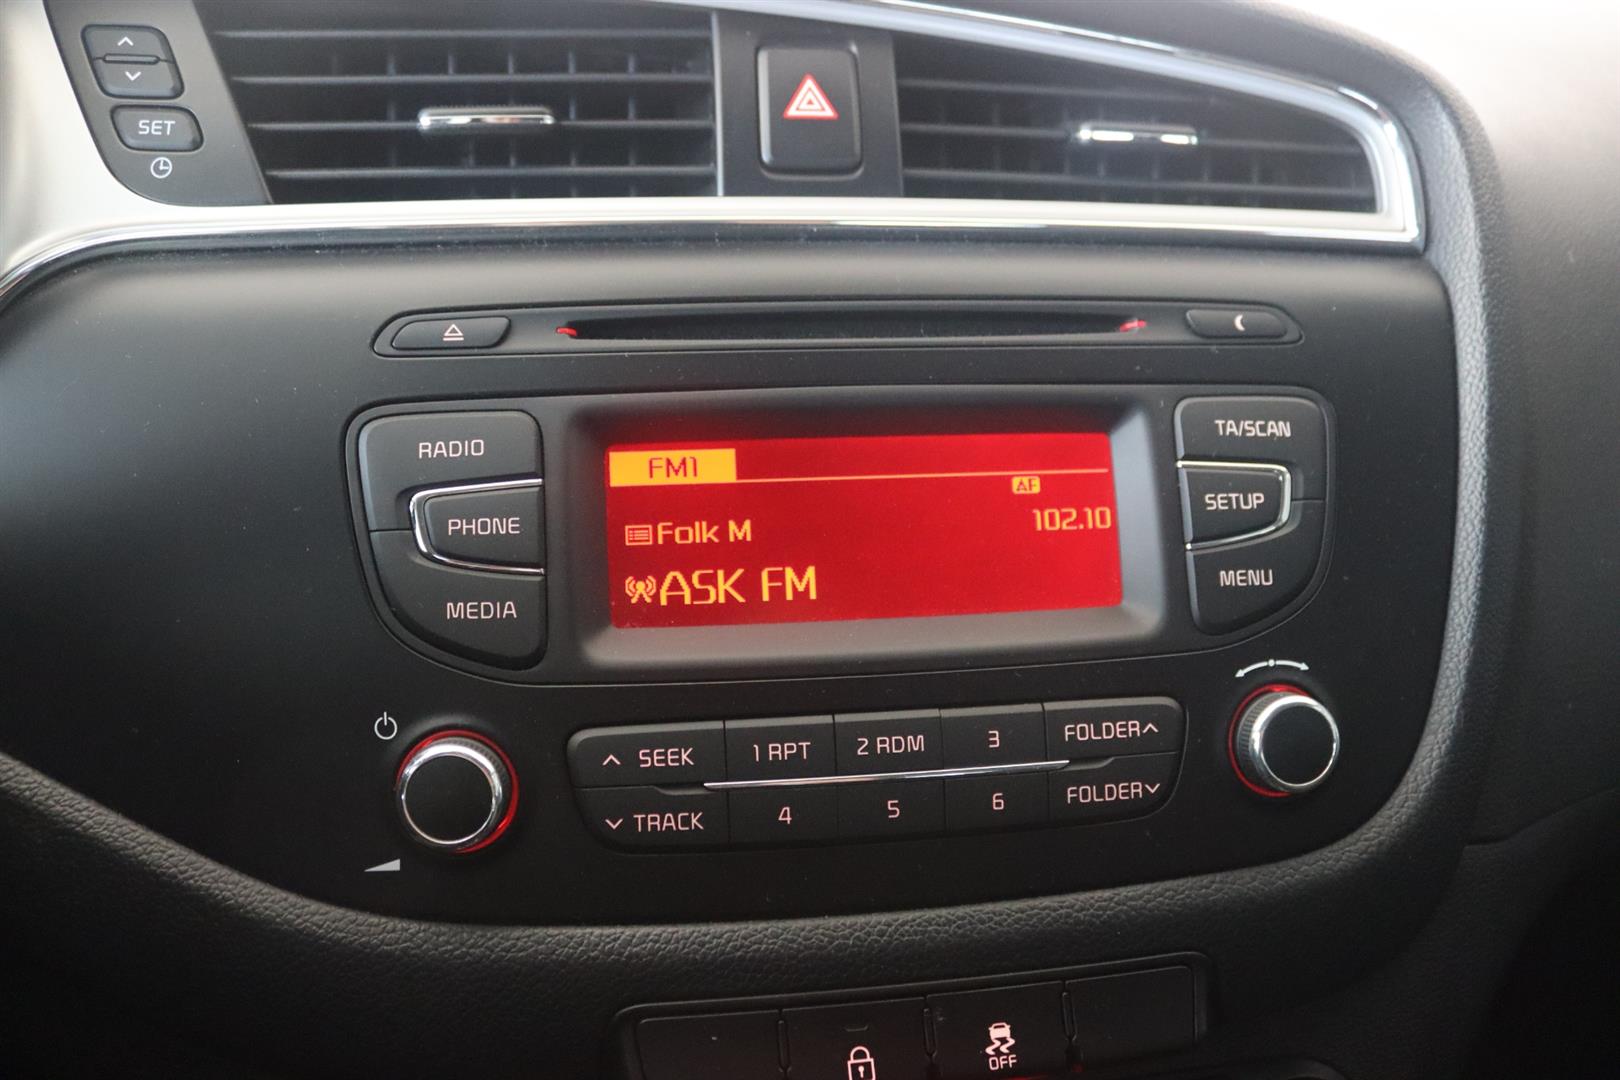 SET
RADIO
PHONE
MEDIA
FM1
AF
Folk M
102.10
ASK FM
TA/SCAN
SETUP
MENU
SEEK
1 RPT
2 RDM
3
FOLDER
TRACK
4
5
6
FOLDER
OFF